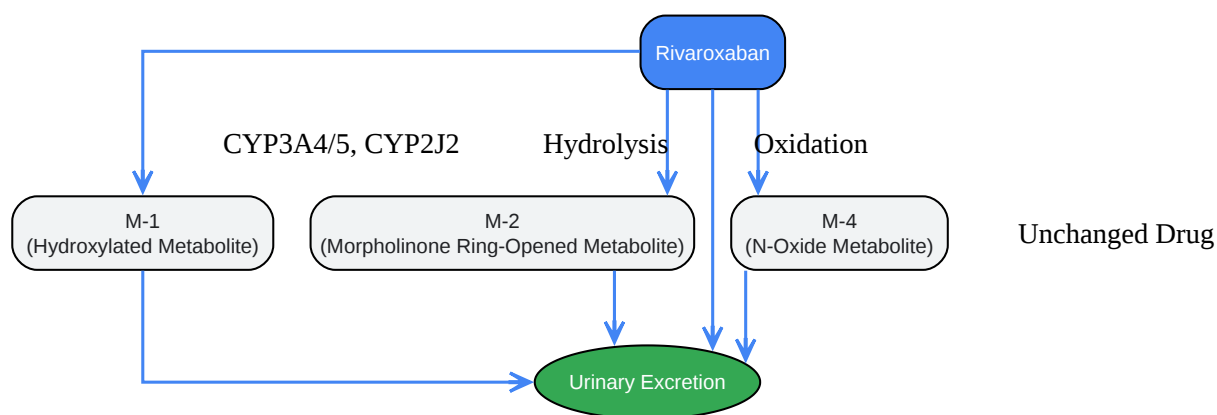 Rivaroxaban
CYP3A4/5, CYP2J2
Hydrolysis
Oxidation
M-1
(Hydroxylated Metabolite)
M-2
(Morpholinone Ring-Opened Metabolite)
M-4
(N-Oxide Metabolite)
Unchanged Drug
Urinary Excretion